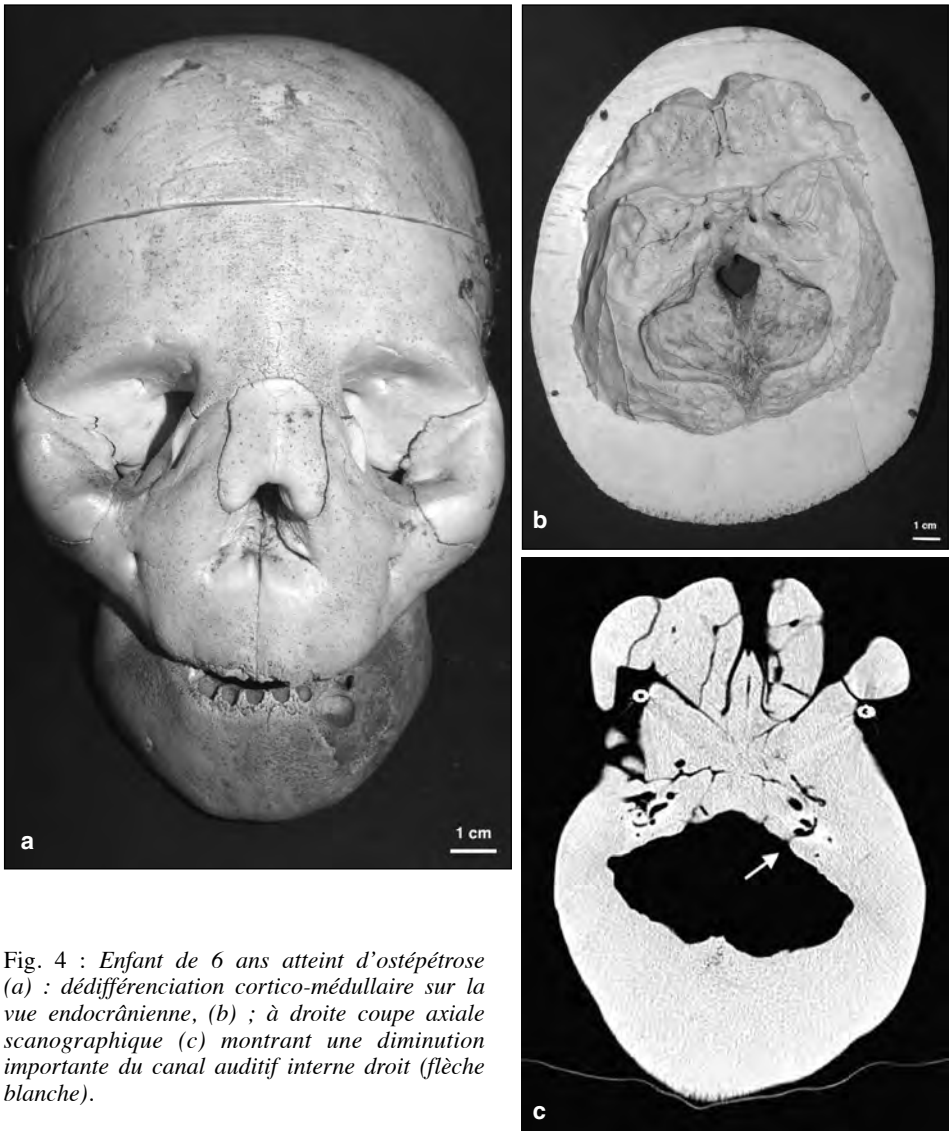 a
1 cm
b
1 cm
c
Fig. 4 : Enfant de 6 ans atteint d'ostépétrose
(a) : dédifférenciation cortico-médullaire sur la
vue endocrânienne, (b) ; à droite coupe axiale
scanographique (c) montrant une diminution
importante du canal auditif interne droit (flèche
blanche).